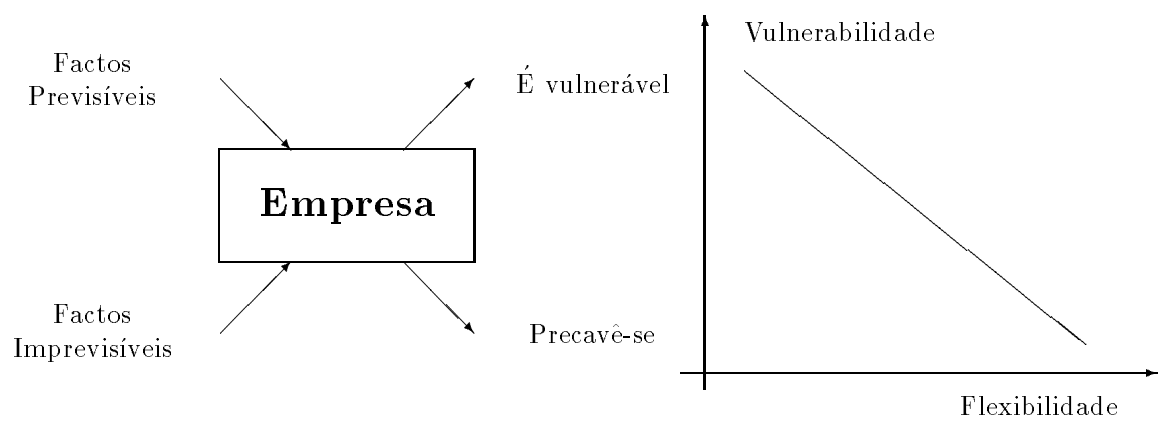 Factos
Previsíveis
É vulnerável
Empresa
Factos
Imprevisíveis
Precavê-se
Vulnerabilidade
Flexibilidade